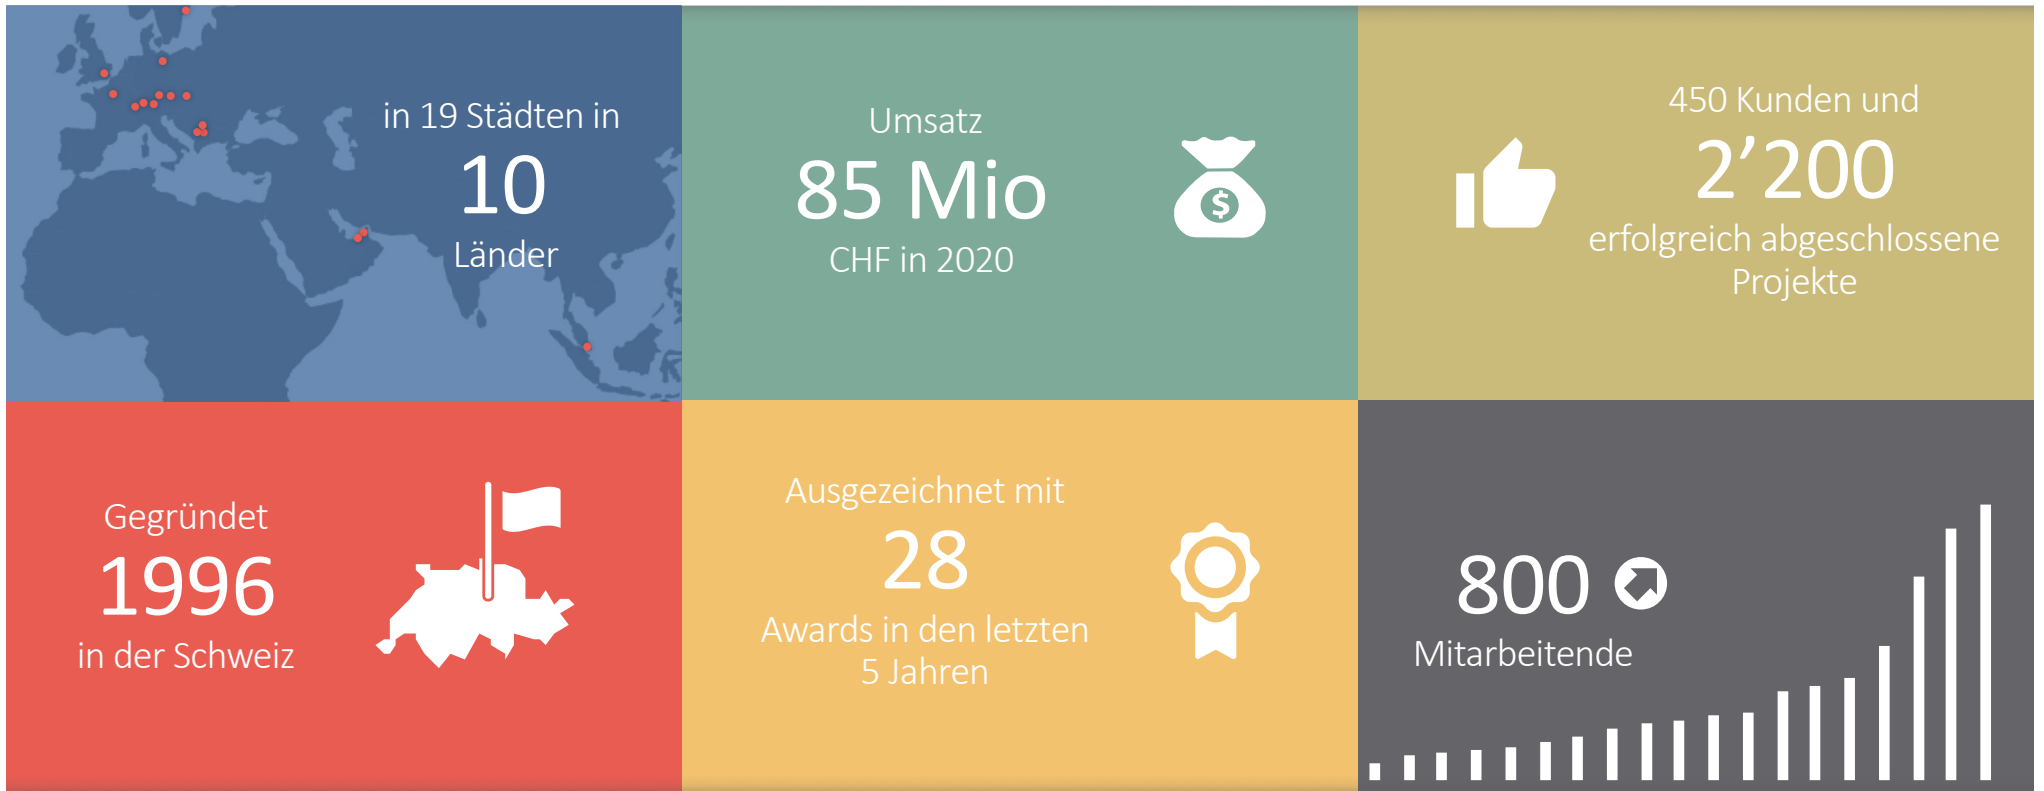 in 19 Städten in
10
Länder
Umsatz
85 Mio
CHF in 2020
$
450 Kunden und
2’200
erfolgreich abgeschlossene
Projekte
Gegründet
1996
in der Schweiz
Ausgezeichnet mit
28
Awards in den letzten
5 Jahren
800
Mitarbeitende